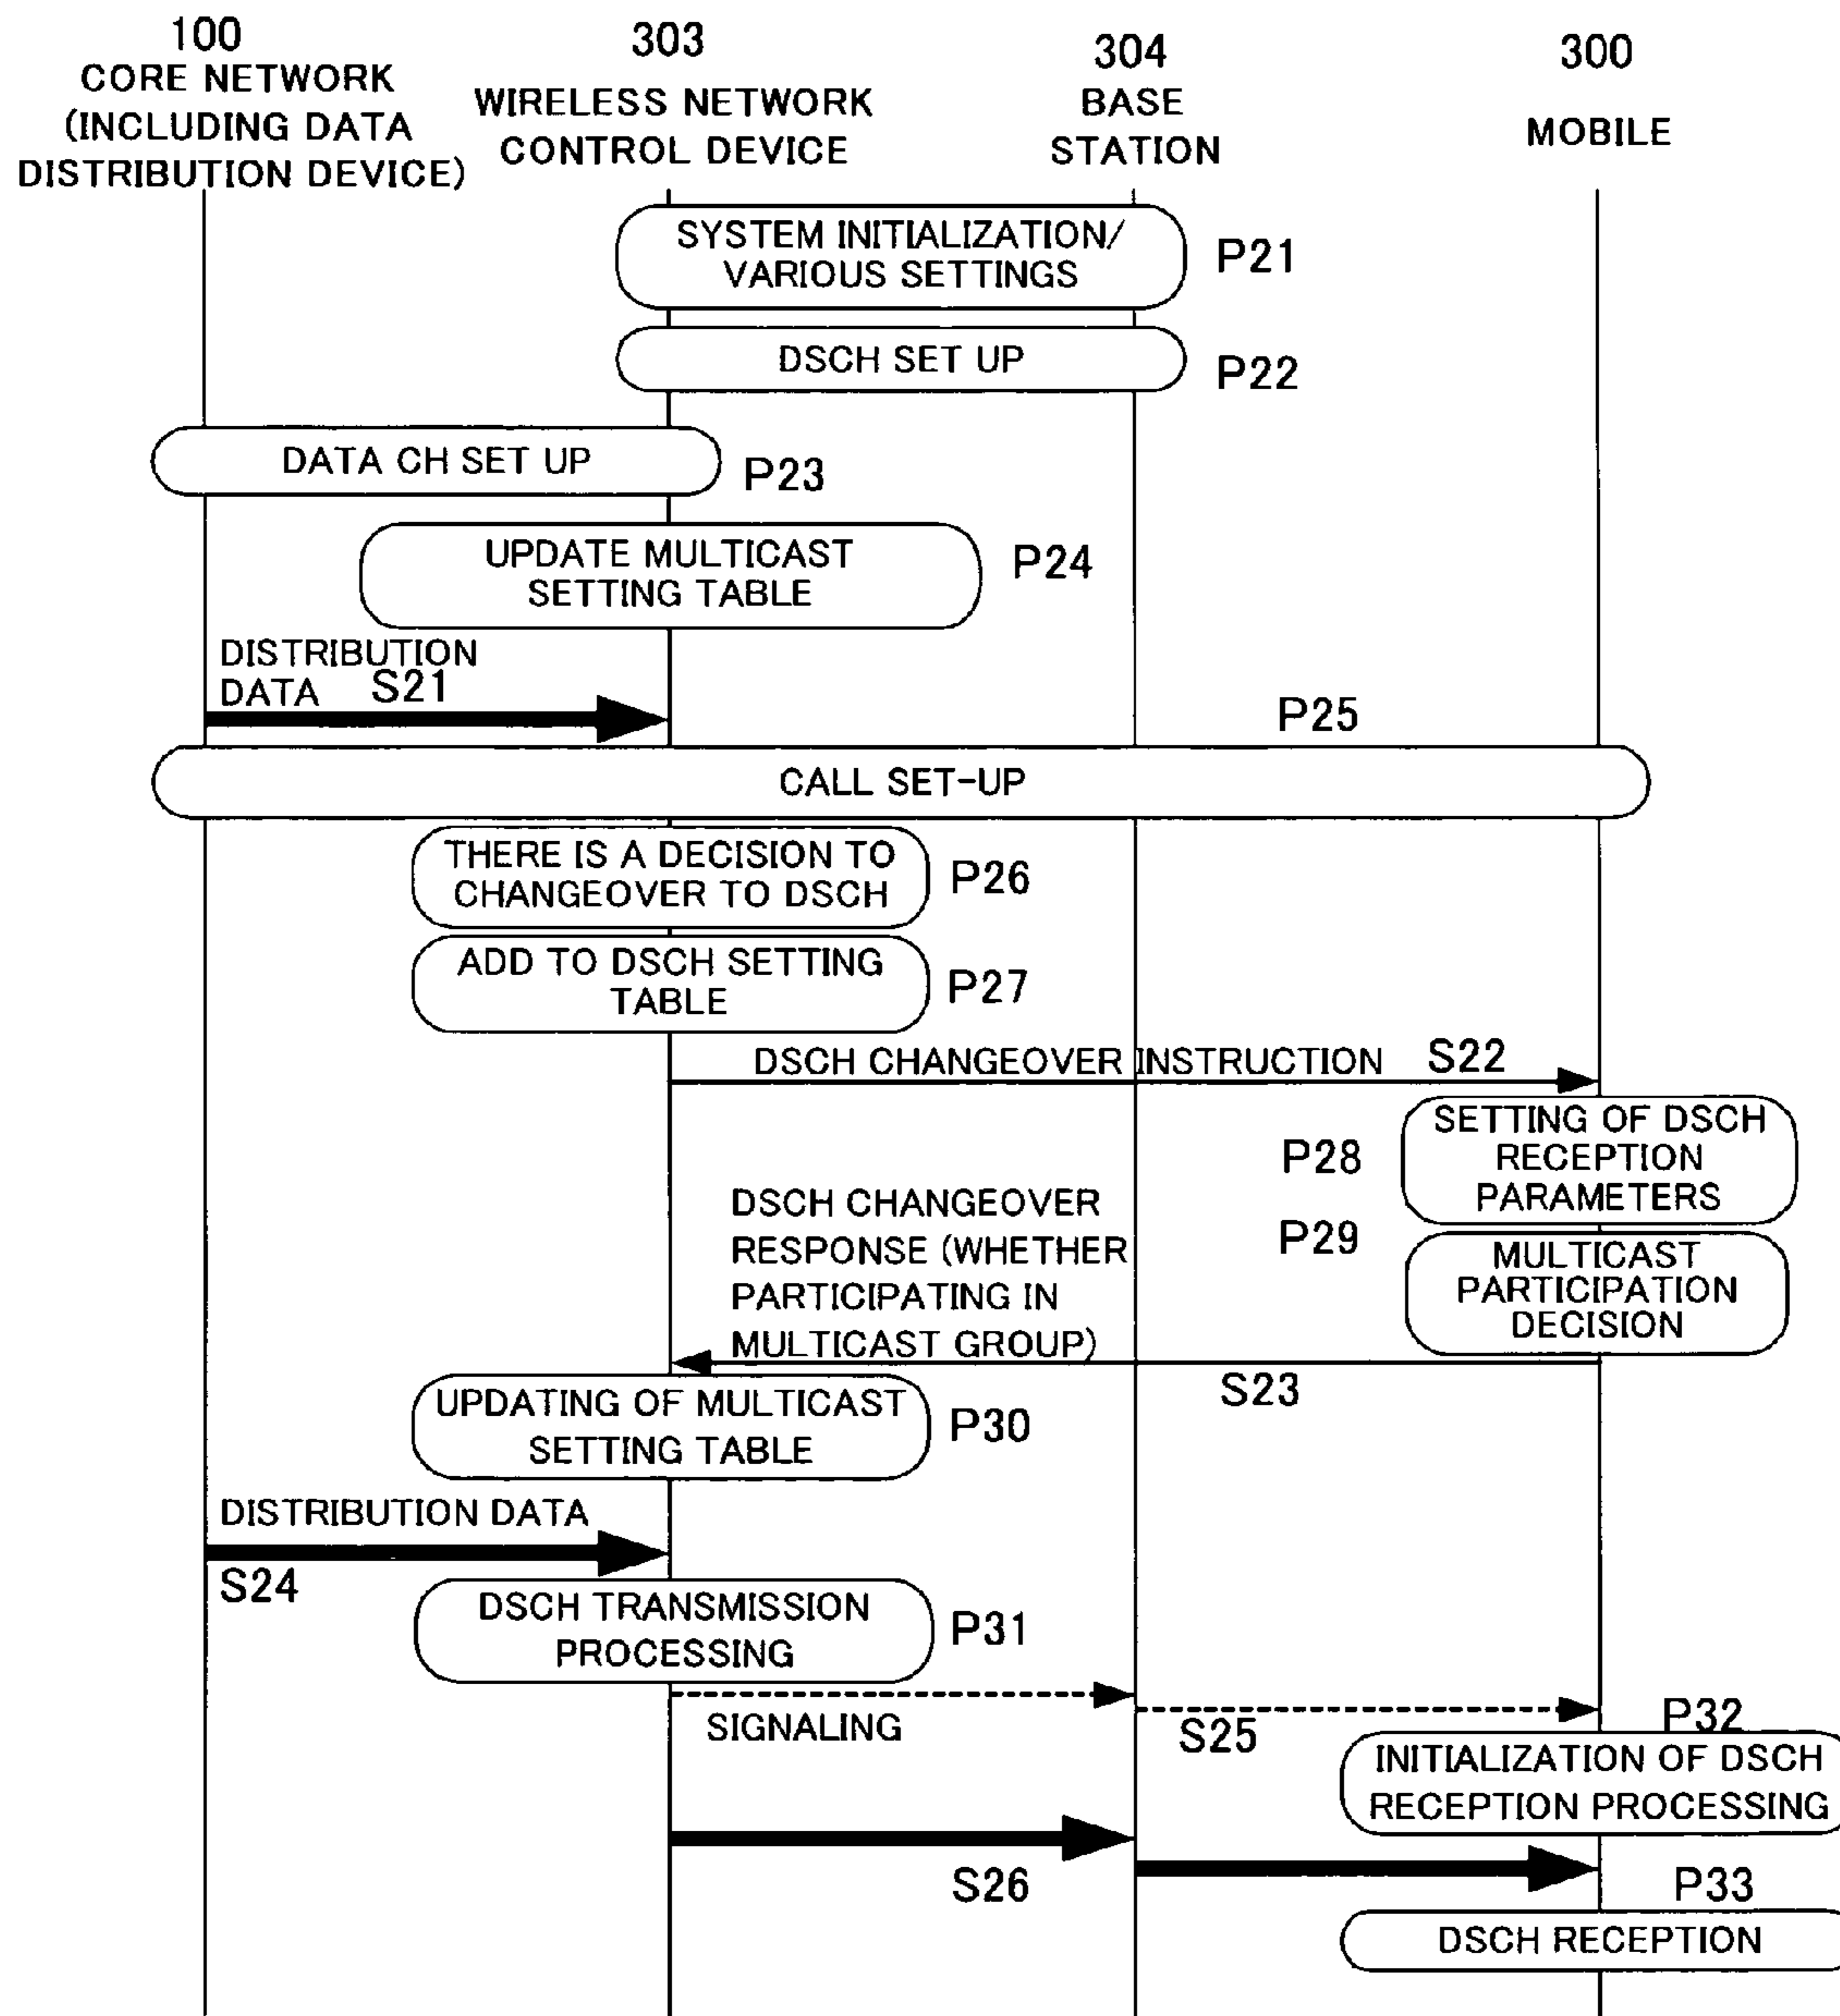 100
CORE NETWORK
(INCLUDING DATA
DISTRIBUTION DEVICE)
303
WIRELESS NETWORK
CONTROL DEVICE
304
BASE
STATION
300
MOBILE
SYSTEM INITIALIZATION/
VARIOUS SETTINGS
P21
DSCH SET UP
P22
DATA CH SET UP
P23
UPDATE MULTICAST
SETTING TABLE
P24
DISTRIBUTION
DATA S21
P25
CALL SET-UP
THERE IS A DECISION TO
CHANGEOVER TO DSCH
P26
ADD TO DSCH SETTING
TABLE
P27
DSCH CHANGEOVER INSTRUCTION S22
P28
SETTING OF DSCH
RECEPTION
PARAMETERS
P29
MULTICAST
PARTICIPATION
DECISION
DSCH CHANGEOVER
RESPONSE (WHETHER
PARTICIPATING IN
MULTICAST GROUP)
S23
UPDATING OF MULTICAST
SETTING TABLE
P30
DISTRIBUTION DATA
S24
DSCH TRANSMISSION
PROCESSING
P31
SIGNALING
S25
P32
INITIALIZATION OF DSCH
RECEPTION PROCESSING
S26
P33
DSCH RECEPTION